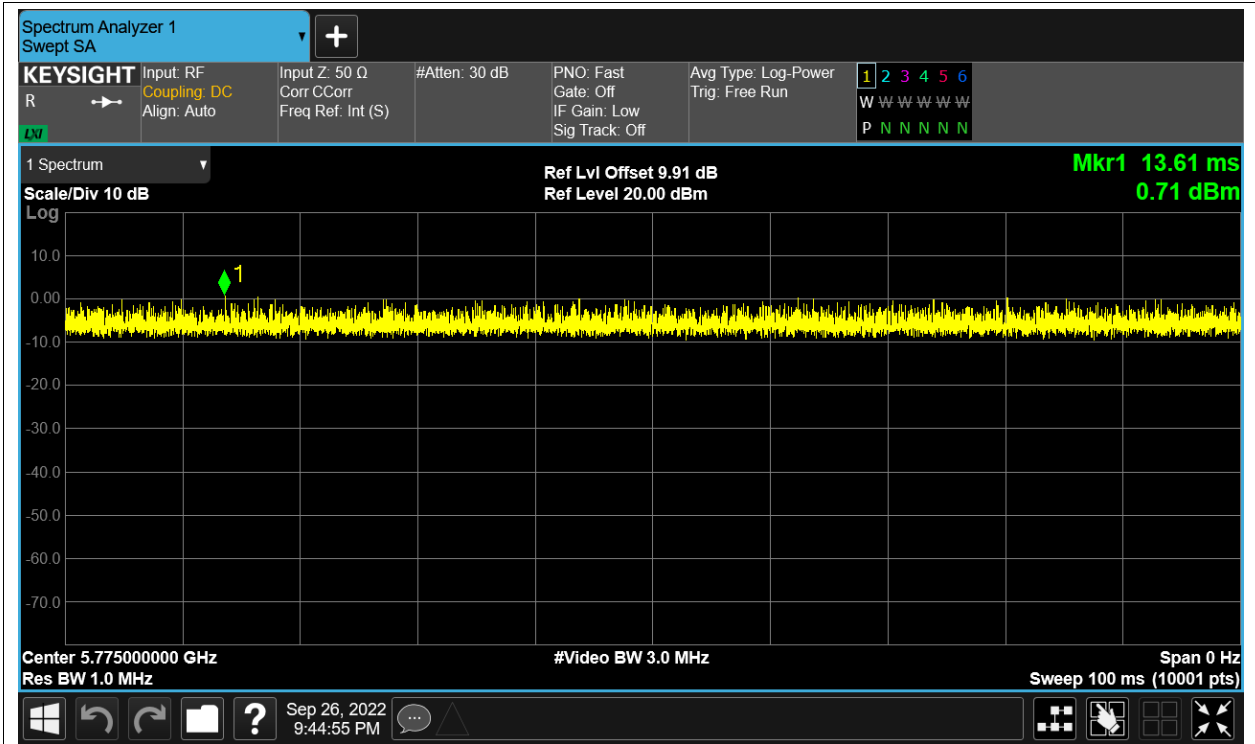 Spectrum Analyzer 1
Swept SA
KEYSIGHT
R
LXI
Input: RF
Coupling: DC
Align: Auto
Input Z: 50 Ω
Corr CCorr
Freq Ref: Int (S)
#Atten: 30 dB
PNO: Fast
Gate: Off
IF Gain: Low
Sig Track: Off
Avg Type: Log-Power
Trig: Free Run
1 2 3 4 5 6
W W W W W W
P N N N N N
1 Spectrum
Scale/Div 10 dB
Log
Ref Lvl Offset 9.91 dB
Ref Level 20.00 dBm
Mkr1 13.61 ms
0.71 dBm
10.0
1
0.00
-10.0
-20.0
-30.0
-40.0
-50.0
-60.0
-70.0
Center 5.775000000 GHz
#Video BW 3.0 MHz
Span 0 Hz
Res BW 1.0 MHz
Sweep 100 ms (10001 pts)
?
Sep 26, 2022
9:44:55 PM